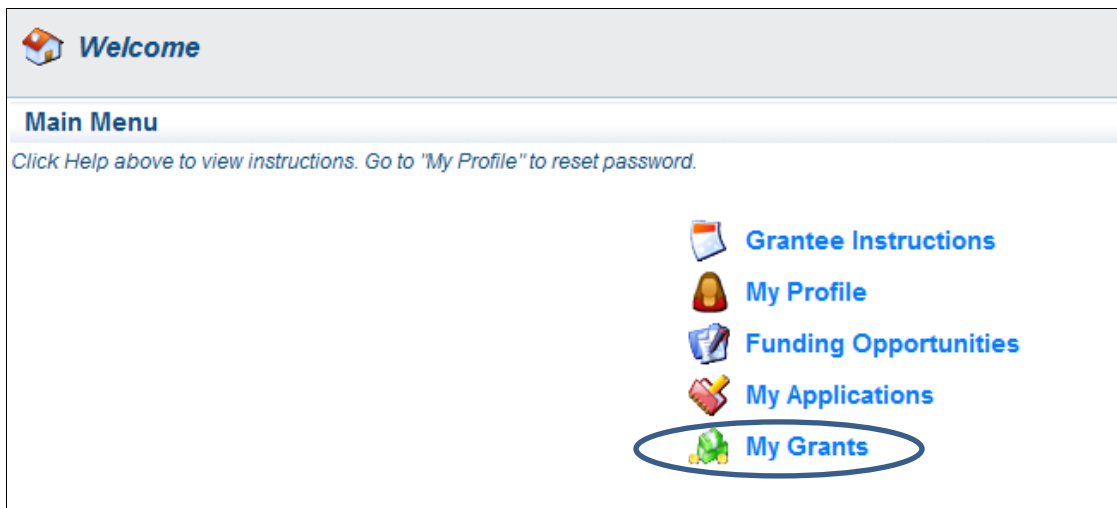 Welcome
Main Menu
Click Help above to view instructions. Go to "My Profile" to reset password.
Grantee Instructions
My Profile
Funding Opportunities
My Applications
My Grants